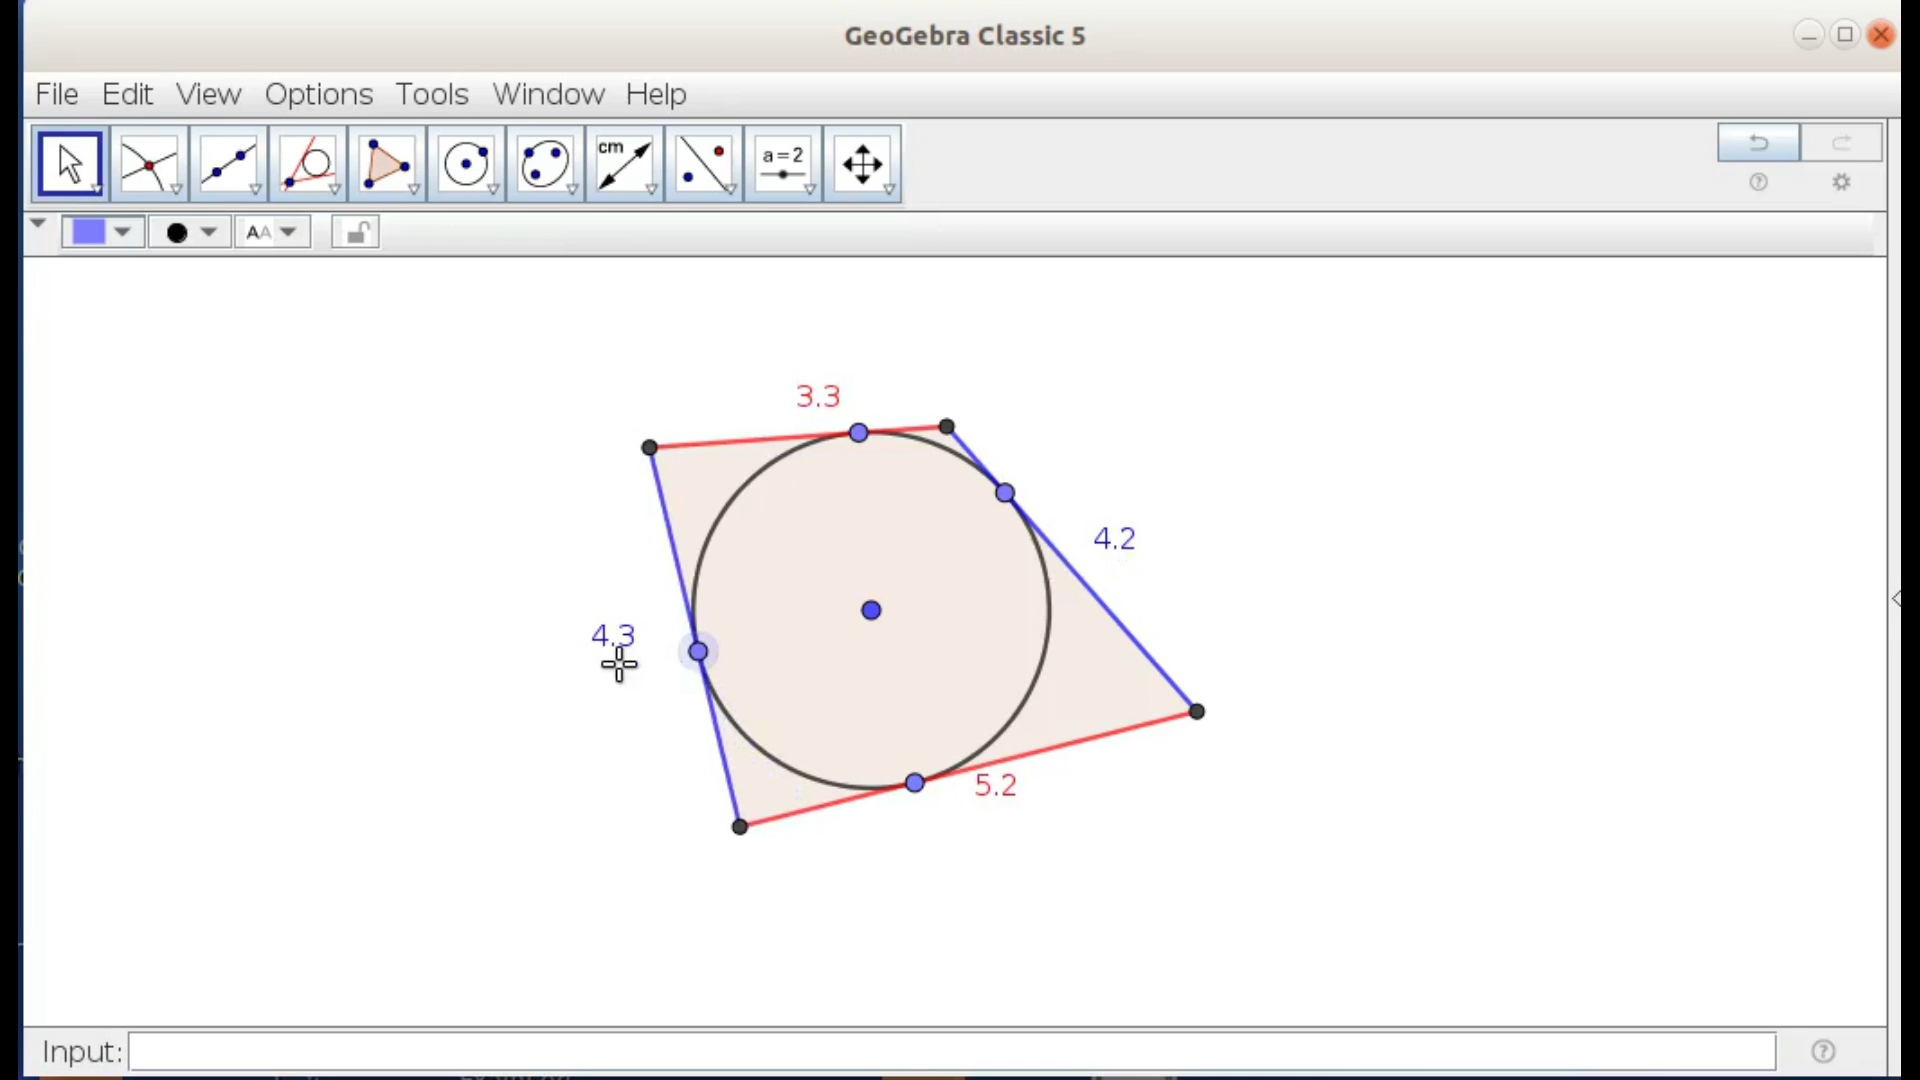 GeoGebra Classic 5
File Edit View Options Tools Window Help
cm
a=2
AA
3.3
4.2
4.3
5.2
Input: